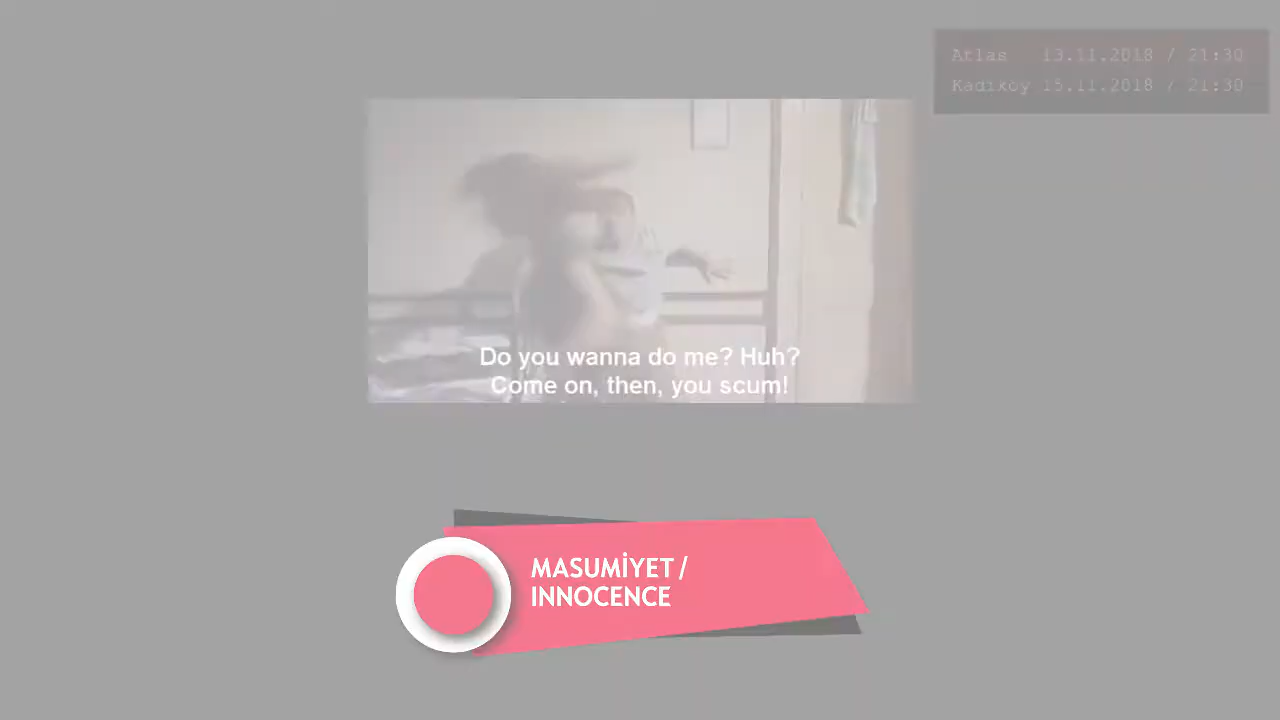 Atlas 13.11.2018 / 21:30
Kadıköy 15.11.2018 / 21:30
Do you wanna do me? Huh?
Come on, then, you scum!
MASUMİYET /
INNOCENCE